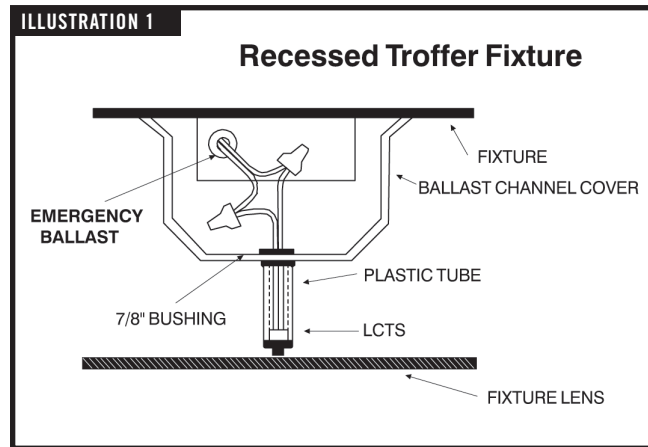 ILLUSTRATION 1
Recessed Troffer Fixture
FIXTURE
BALLAST CHANNEL COVER
EMERGENCY
BALLAST
PLASTIC TUBE
7/8" BUSHING
LCTS
FIXTURE LENS